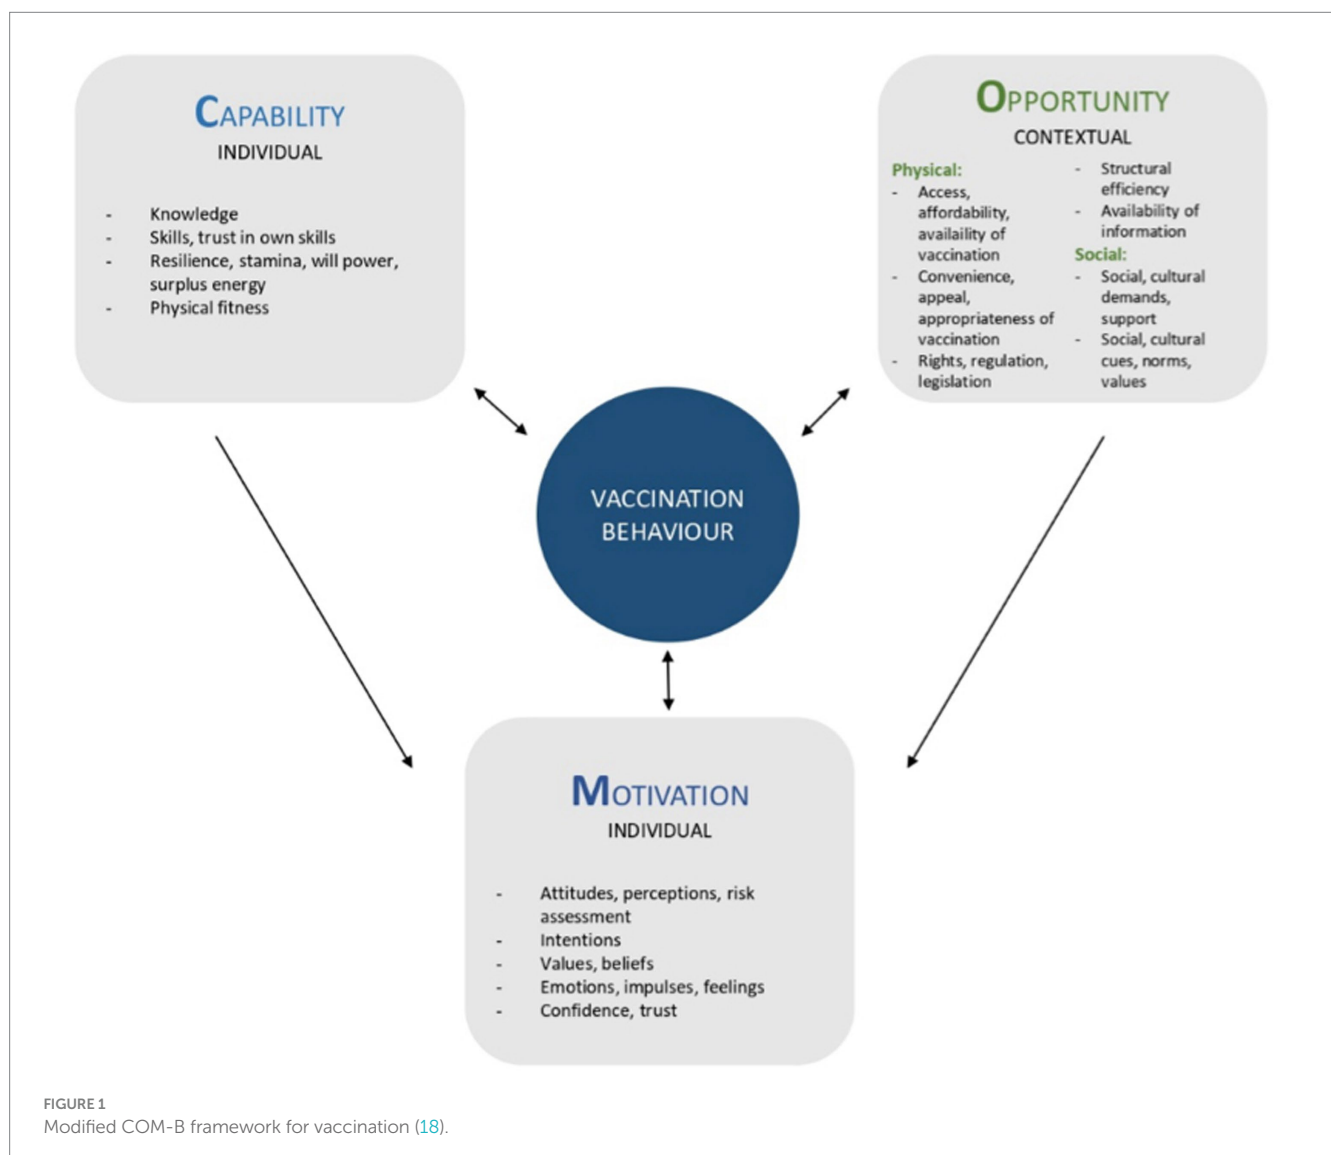 CAPABILITY
INDIVIDUAL
- Knowledge
- Skills, trust in own skills
- Resilience, stamina, will power,
surplus energy
- Physical fitness
OPPORTUNITY
CONTEXTUAL
Physical:
- Access,
affordability,
availaility of
vaccination
- Convenience,
appeal,
appropriateness of
vaccination
- Rights, regulation,
legislation
- Structural
efficiency
- Availability of
information
Social:
- Social, cultural
demands,
support
- Social, cultural
cues, norms,
values
VACCINATION
BEHAVIOUR
MOTIVATION
INDIVIDUAL
- Attitudes, perceptions, risk
assessment
- Intentions
- Values, beliefs
- Emotions, impulses, feelings
- Confidence, trust
FIGURE 1
Modified COM-B framework for vaccination (18).